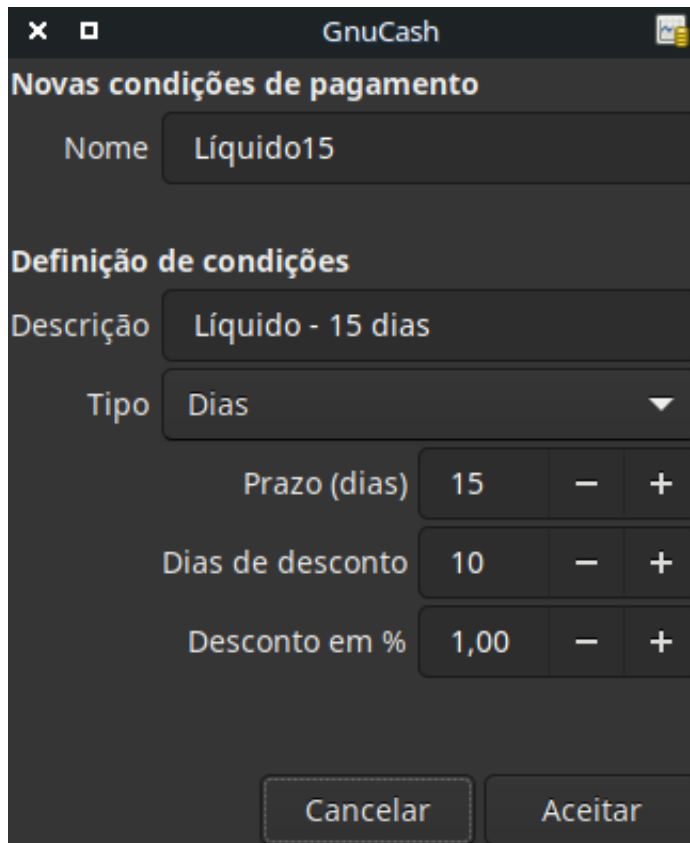 GnuCash
Novas condições de pagamento
Nome Líquido15
Definição de condições
Descrição Líquido - 15 dias
Tipo Dias
Prazo (dias) 15 − +
Dias de desconto 10 − +
Desconto em % 1,00 − +
Cancelar Aceitar